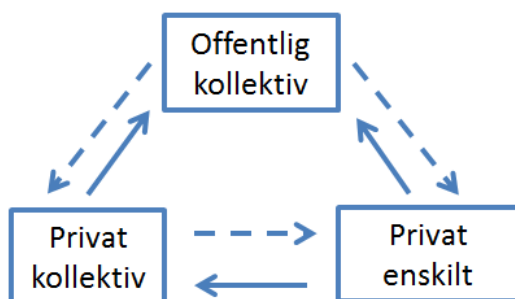 Offentlig
kollektiv
Privat
kollektiv
Privat
enskilt